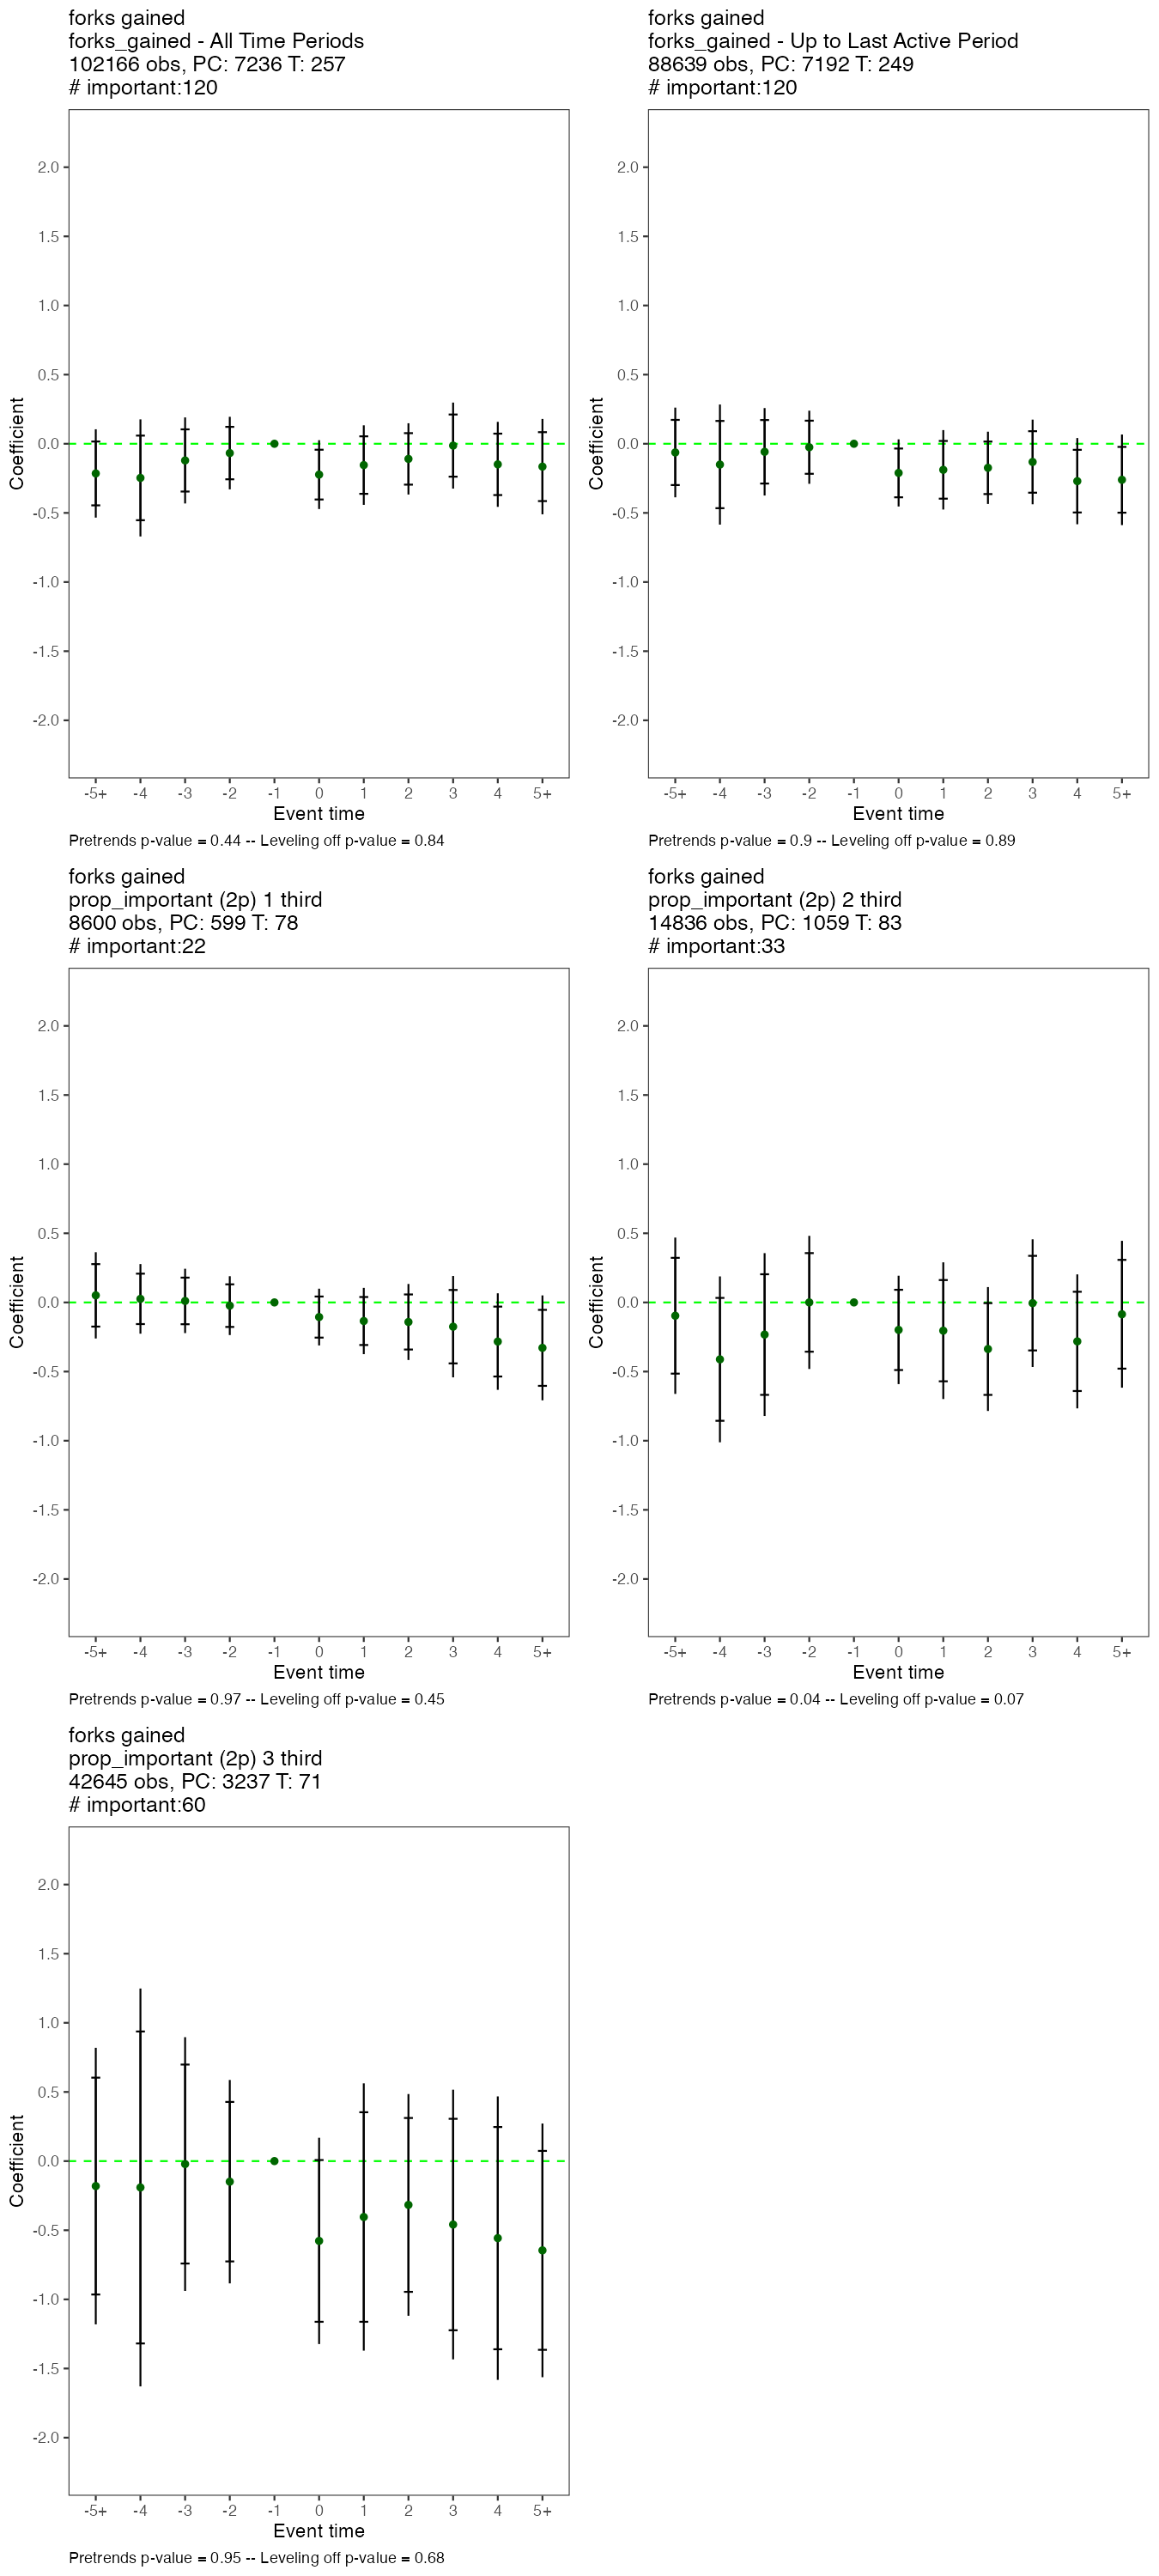 forks gained
forks_gained - All Time Periods
102166 obs, PC: 7236 T: 257
# important:120
2.0
1.5
1.0
0.5
0.0
-0.5
-1.0
-1.5
-2.0
Coefficient
-5+ -4 -3 -2 -1 0 1 2 3 4 5+
Event time
Pretrends p-value = 0.44 -- Leveling off p-value = 0.84
forks gained
forks_gained - Up to Last Active Period
88639 obs, PC: 7192 T: 249
# important:120
2.0
1.5
1.0
0.5
0.0
-0.5
-1.0
-1.5
-2.0
Coefficient
-5+ -4 -3 -2 -1 0 1 2 3 4 5+
Event time
Pretrends p-value = 0.9 -- Leveling off p-value = 0.89
forks gained
prop_important (2p) 1 third
8600 obs, PC: 599 T: 78
# important:22
2.0
1.5
1.0
0.5
0.0
-0.5
-1.0
-1.5
-2.0
Coefficient
-5+ -4 -3 -2 -1 0 1 2 3 4 5+
Event time
Pretrends p-value = 0.97 -- Leveling off p-value = 0.45
forks gained
prop_important (2p) 2 third
14836 obs, PC: 1059 T: 83
# important:33
2.0
1.5
1.0
0.5
0.0
-0.5
-1.0
-1.5
-2.0
Coefficient
-5+ -4 -3 -2 -1 0 1 2 3 4 5+
Event time
Pretrends p-value = 0.04 -- Leveling off p-value = 0.07
forks gained
prop_important (2p) 3 third
42645 obs, PC: 3237 T: 71
# important:60
2.0
1.5
1.0
0.5
0.0
-0.5
-1.0
-1.5
-2.0
Coefficient
-5+ -4 -3 -2 -1 0 1 2 3 4 5+
Event time
Pretrends p-value = 0.95 -- Leveling off p-value = 0.68